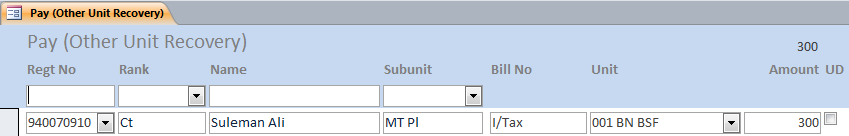 Pay (Other Unit Recovery)
Pay (Other Unit Recovery)
300
Regt No Rank Name Subunit Bill No Unit Amount UD
940070910 Ct Suleman Ali MT Pl I/Tax 001 BN BSF 300